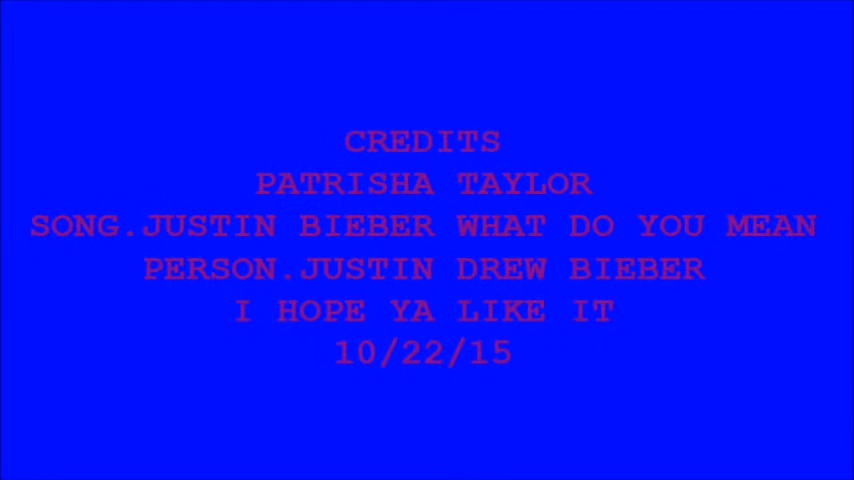 CREDITS
PATRISHA TAYLOR
SONG.JUSTIN BIEBER WHAT DO YOU MEAN
PERSON.JUSTIN DREW BIEBER
I HOPE YA LIKE IT
10/22/15